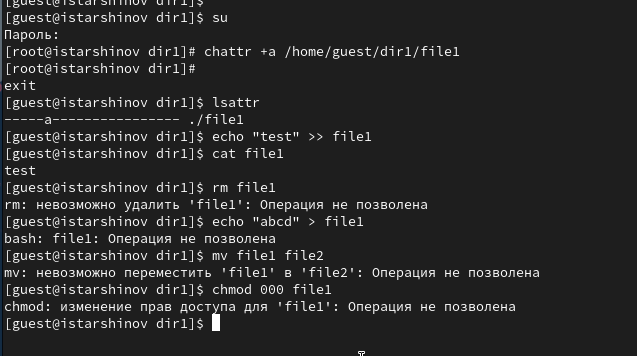 [guest@istarshinov dir1]$
[guest@istarshinov dir1]$ su
Пароль:
[root@istarshinov dir1]# chattr +a /home/guest/dir1/file1
[root@istarshinov dir1]#
exit
[guest@istarshinov dir1]$ lsattr
-----a---------------- ./file1
[guest@istarshinov dir1]$ echo "test" >> file1
[guest@istarshinov dir1]$ cat file1
test
[guest@istarshinov dir1]$ rm file1
rm: невозможно удалить 'file1': Операция не позволена
[guest@istarshinov dir1]$ echo "abcd" > file1
bash: file1: Операция не позволена
[guest@istarshinov dir1]$ mv file1 file2
mv: невозможно переместить 'file1' в 'file2': Операция не позволена
[guest@istarshinov dir1]$ chmod 000 file1
chmod: изменение прав доступа для 'file1': Операция не позволена
[guest@istarshinov dir1]$